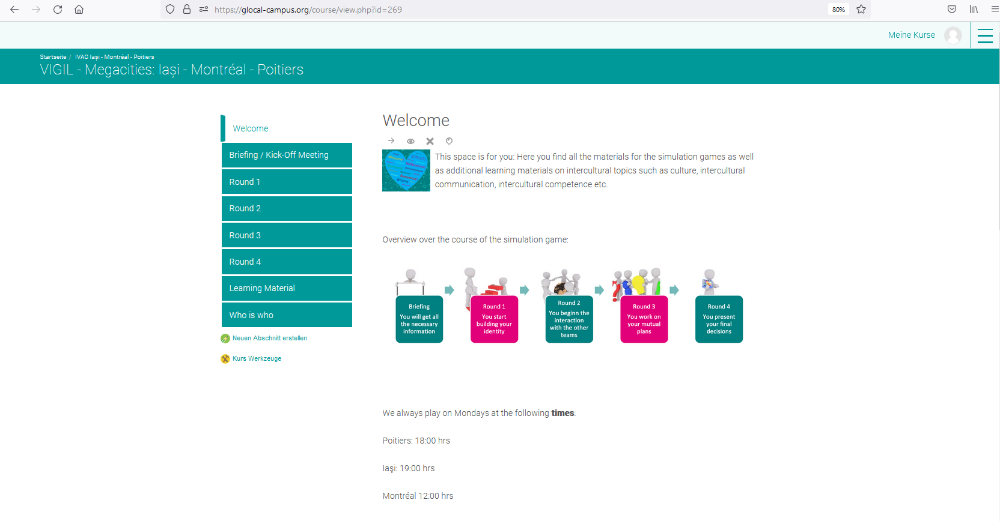 https://glocal-campus.org/course/view.php?id=269
80%
Meine Kurse
Startseite / IVAC Iași - Montréal - Poitiers
VIGIL - Megacities: Iași - Montréal - Poitiers
Welcome
Briefing / Kick-Off Meeting
Round 1
Round 2
Round 3
Round 4
Learning Material
Who is who
Neuen Abschnitt erstellen
Kurs Werkzeuge
Welcome
This space is for you: Here you find all the materials for the simulation games as well
as additional learning materials on intercultural topics such as culture, intercultural
communication, intercultural competence etc.
Overview over the course of the simulation game:
Briefing
You will get all
the necessary
information
Round 1
You start
building your
identity
Round 2
You beginn the
interaction
with the other
teams
Round 3
You work on
your mutual
plans
Round 4
You present
your final
decisions
We always play on Mondays at the following times:
Poitiers: 18:00 hrs
Iaşi: 19:00 hrs
Montréal 12:00 hrs